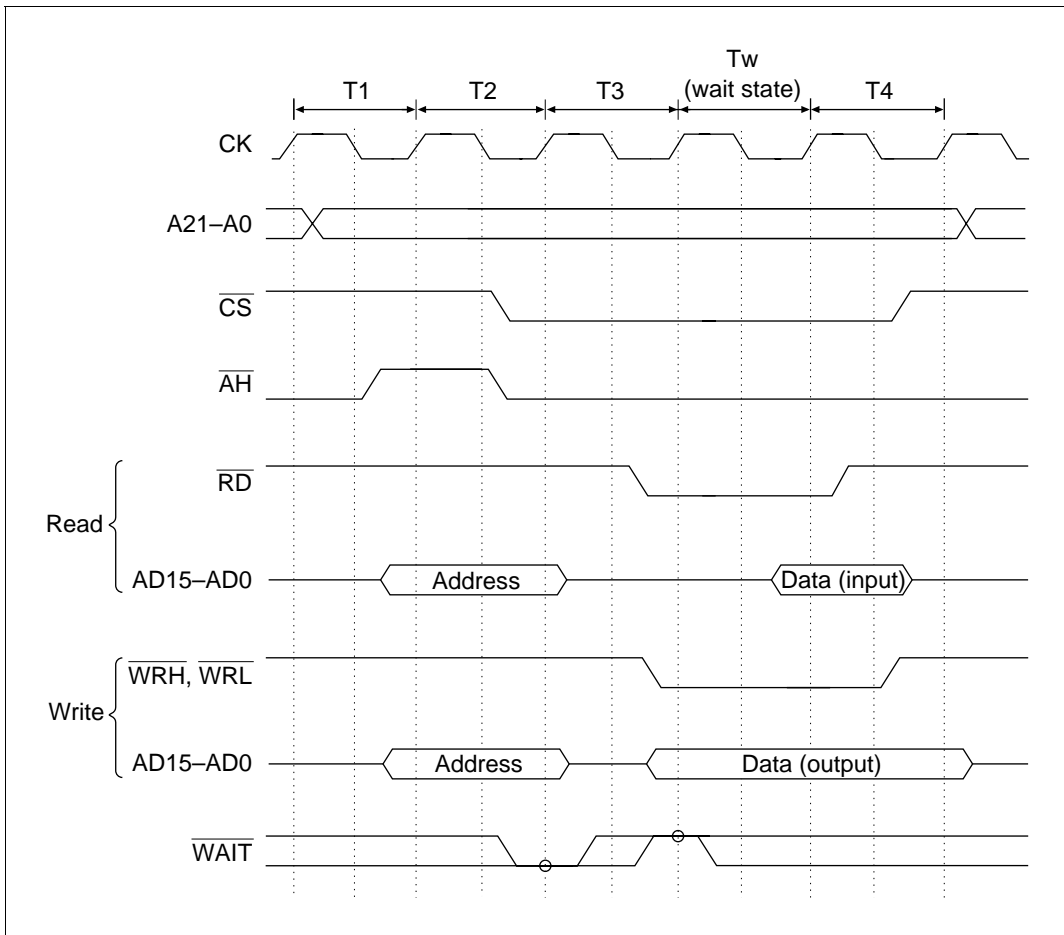 Tw
T1 T2 T3 (wait state) T4
CK
A21–A0
CS
AH
RD
Read
AD15–AD0 Address Data (input)
WRH, WRL
Write
AD15–AD0 Address Data (output)
WAIT